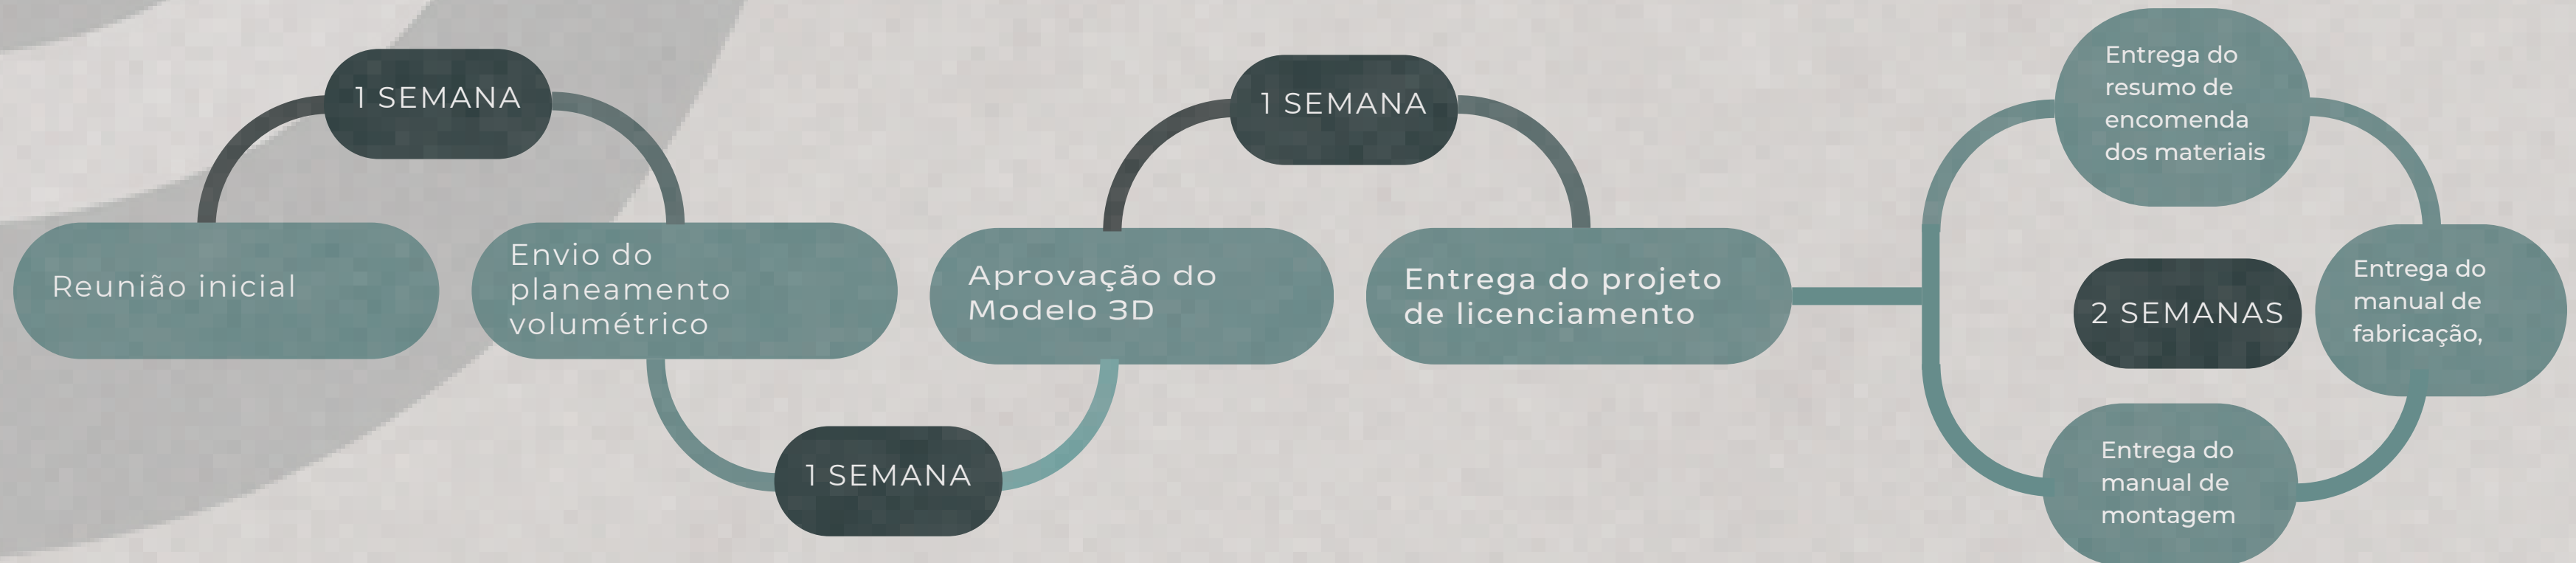 1 SEMANA
Reunião inicial
Envio do
planeamento
volumétrico
1 SEMANA
Aprovação do
Modelo 3D
1 SEMANA
Entrega do projeto
de licenciamento
Entrega do
resumo de
encomenda
dos materiais
2 SEMANAS
Entrega do
manual de
fabricação,
Entrega do
manual de
montagem